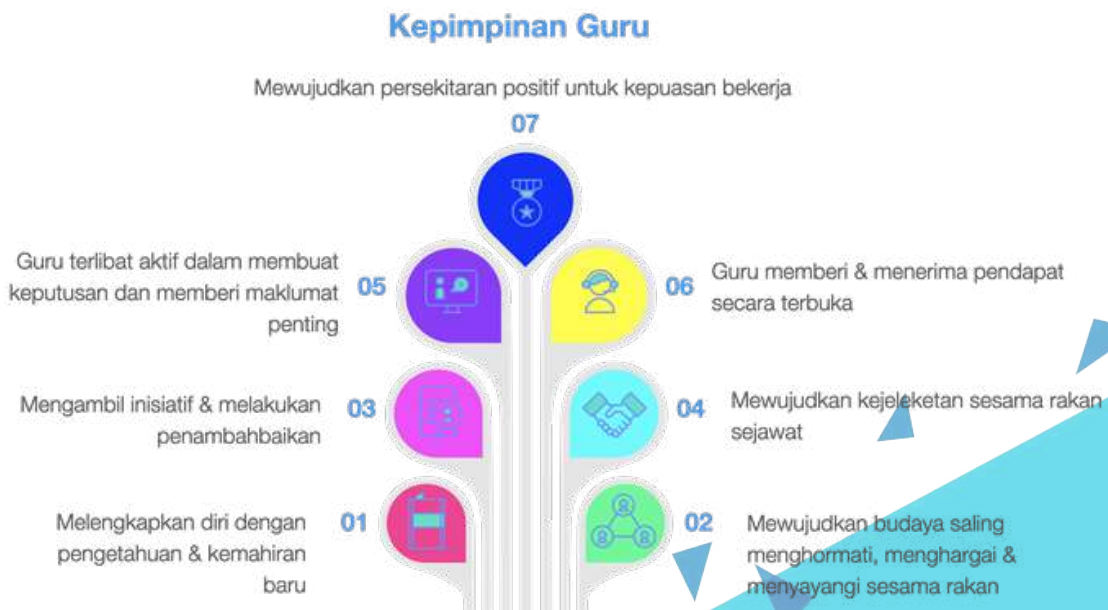 Kepimpinan Guru
Mewujudkan persekitaran positif untuk kepuasan bekerja
07
Guru terlibat aktif dalam membuat
keputusan dan memberi maklumat
penting
05
06
Guru memberi & menerima pendapat
secara terbuka
Mengambil inisiatif & melakukan
penambahbaikan
03
04
Mewujudkan kejeleketan sesama rakan
sejawat
Melengkapkan diri dengan
pengetahuan & kemahiran
baru
01
02
Mewujudkan budaya saling
menghormati, menghargai &
menyayangi sesama rakan